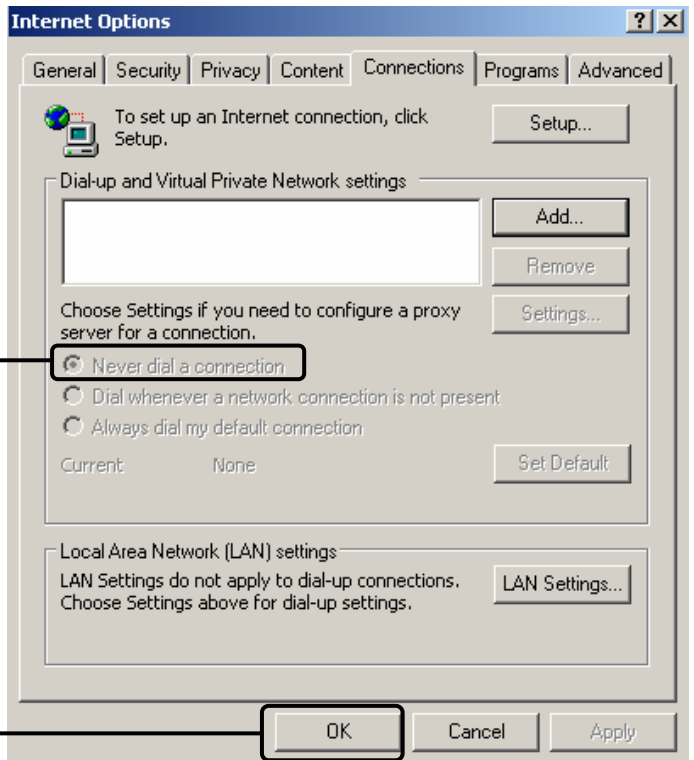 Internet Options
General Security Privacy Content Connections Programs Advanced
To set up an Internet connection, click
Setup.
Setup...
Dial-up and Virtual Private Network settings
Add...
Remove
Choose Settings if you need to configure a proxy
server for a connection.
Settings...
Never dial a connection
Dial whenever a network connection is not present
Always dial my default connection
Current None Set Default
Local Area Network (LAN) settings
LAN Settings do not apply to dial-up connections.
Choose Settings above for dial-up settings.
LAN Settings...
OK Cancel Apply